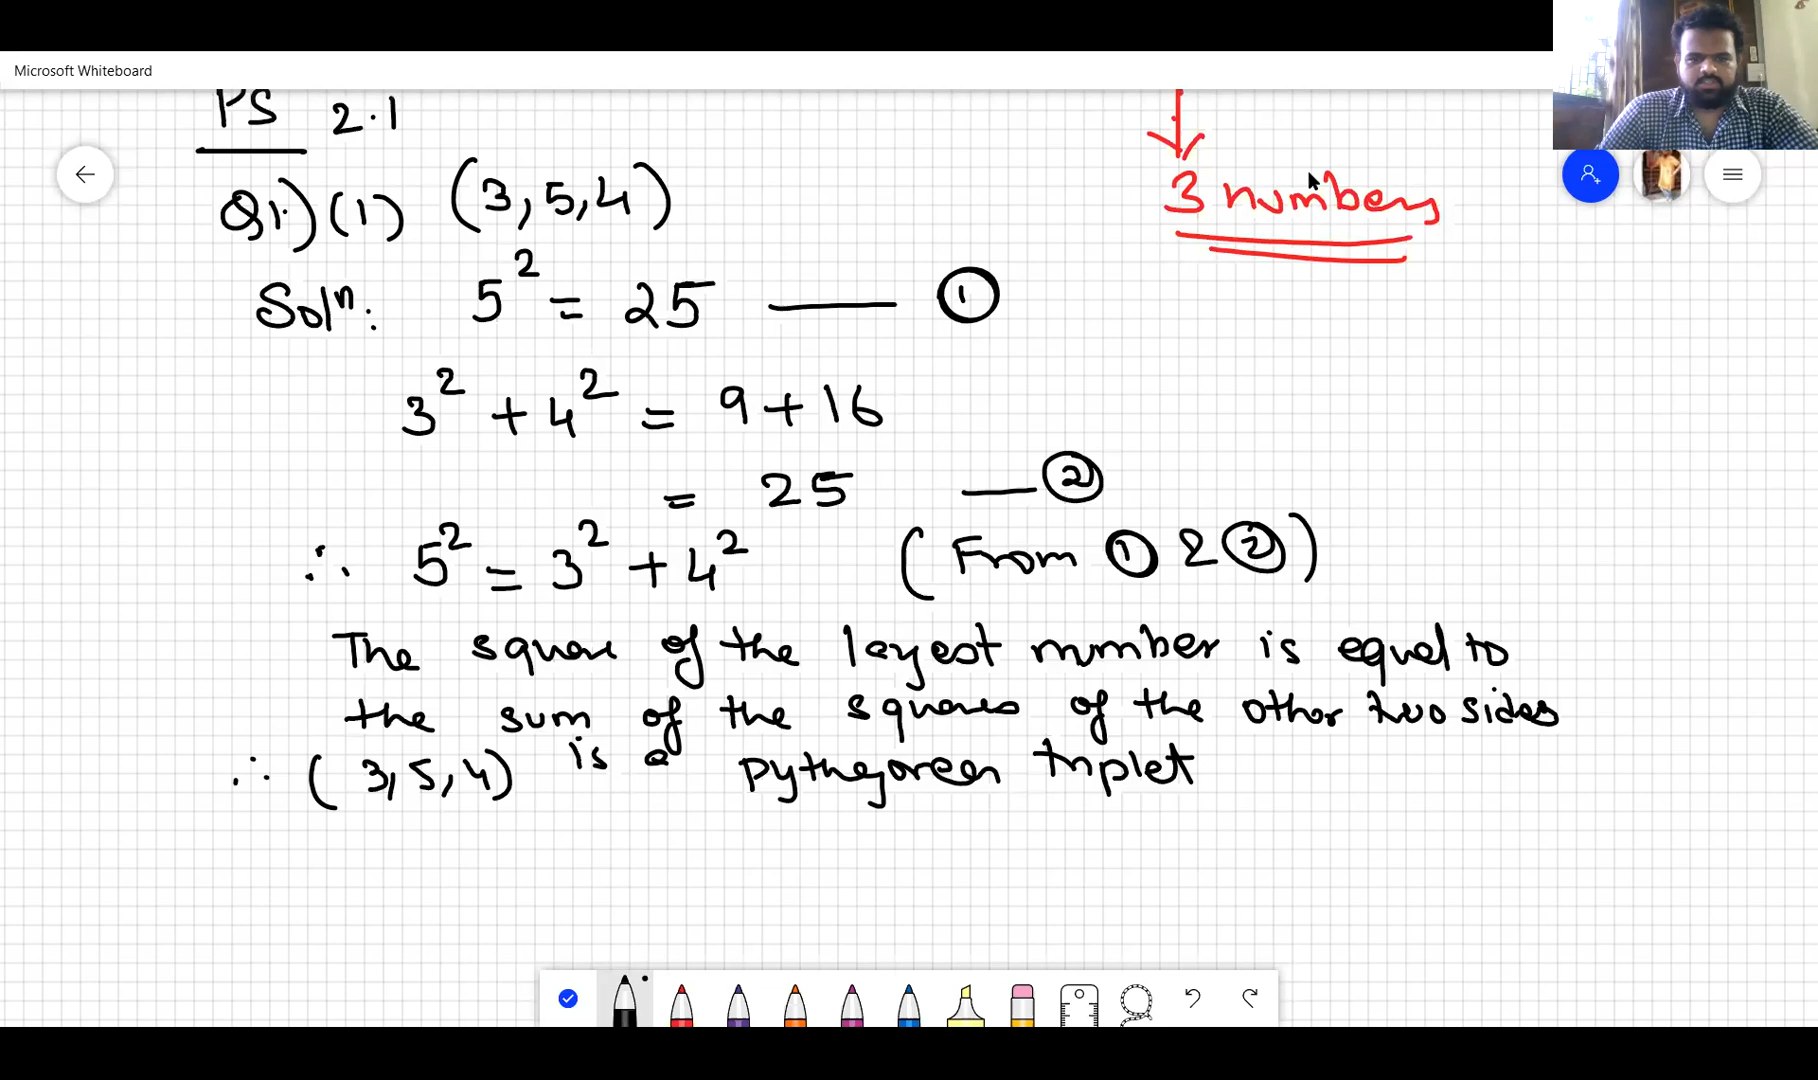 Microsoft Whiteboard
PS 2.1
3 numbers
Q1.) (1) (3, 5, 4)
Solⁿ: 5² = 25 —— ①
3² + 4² = 9 + 16
= 25 — ②
∴ 5² = 3² + 4² (From ① & ②)
The square of the largest number is equal to
the sum of the squares of the other two sides
∴ (3, 5, 4) is a pythagorean triplet